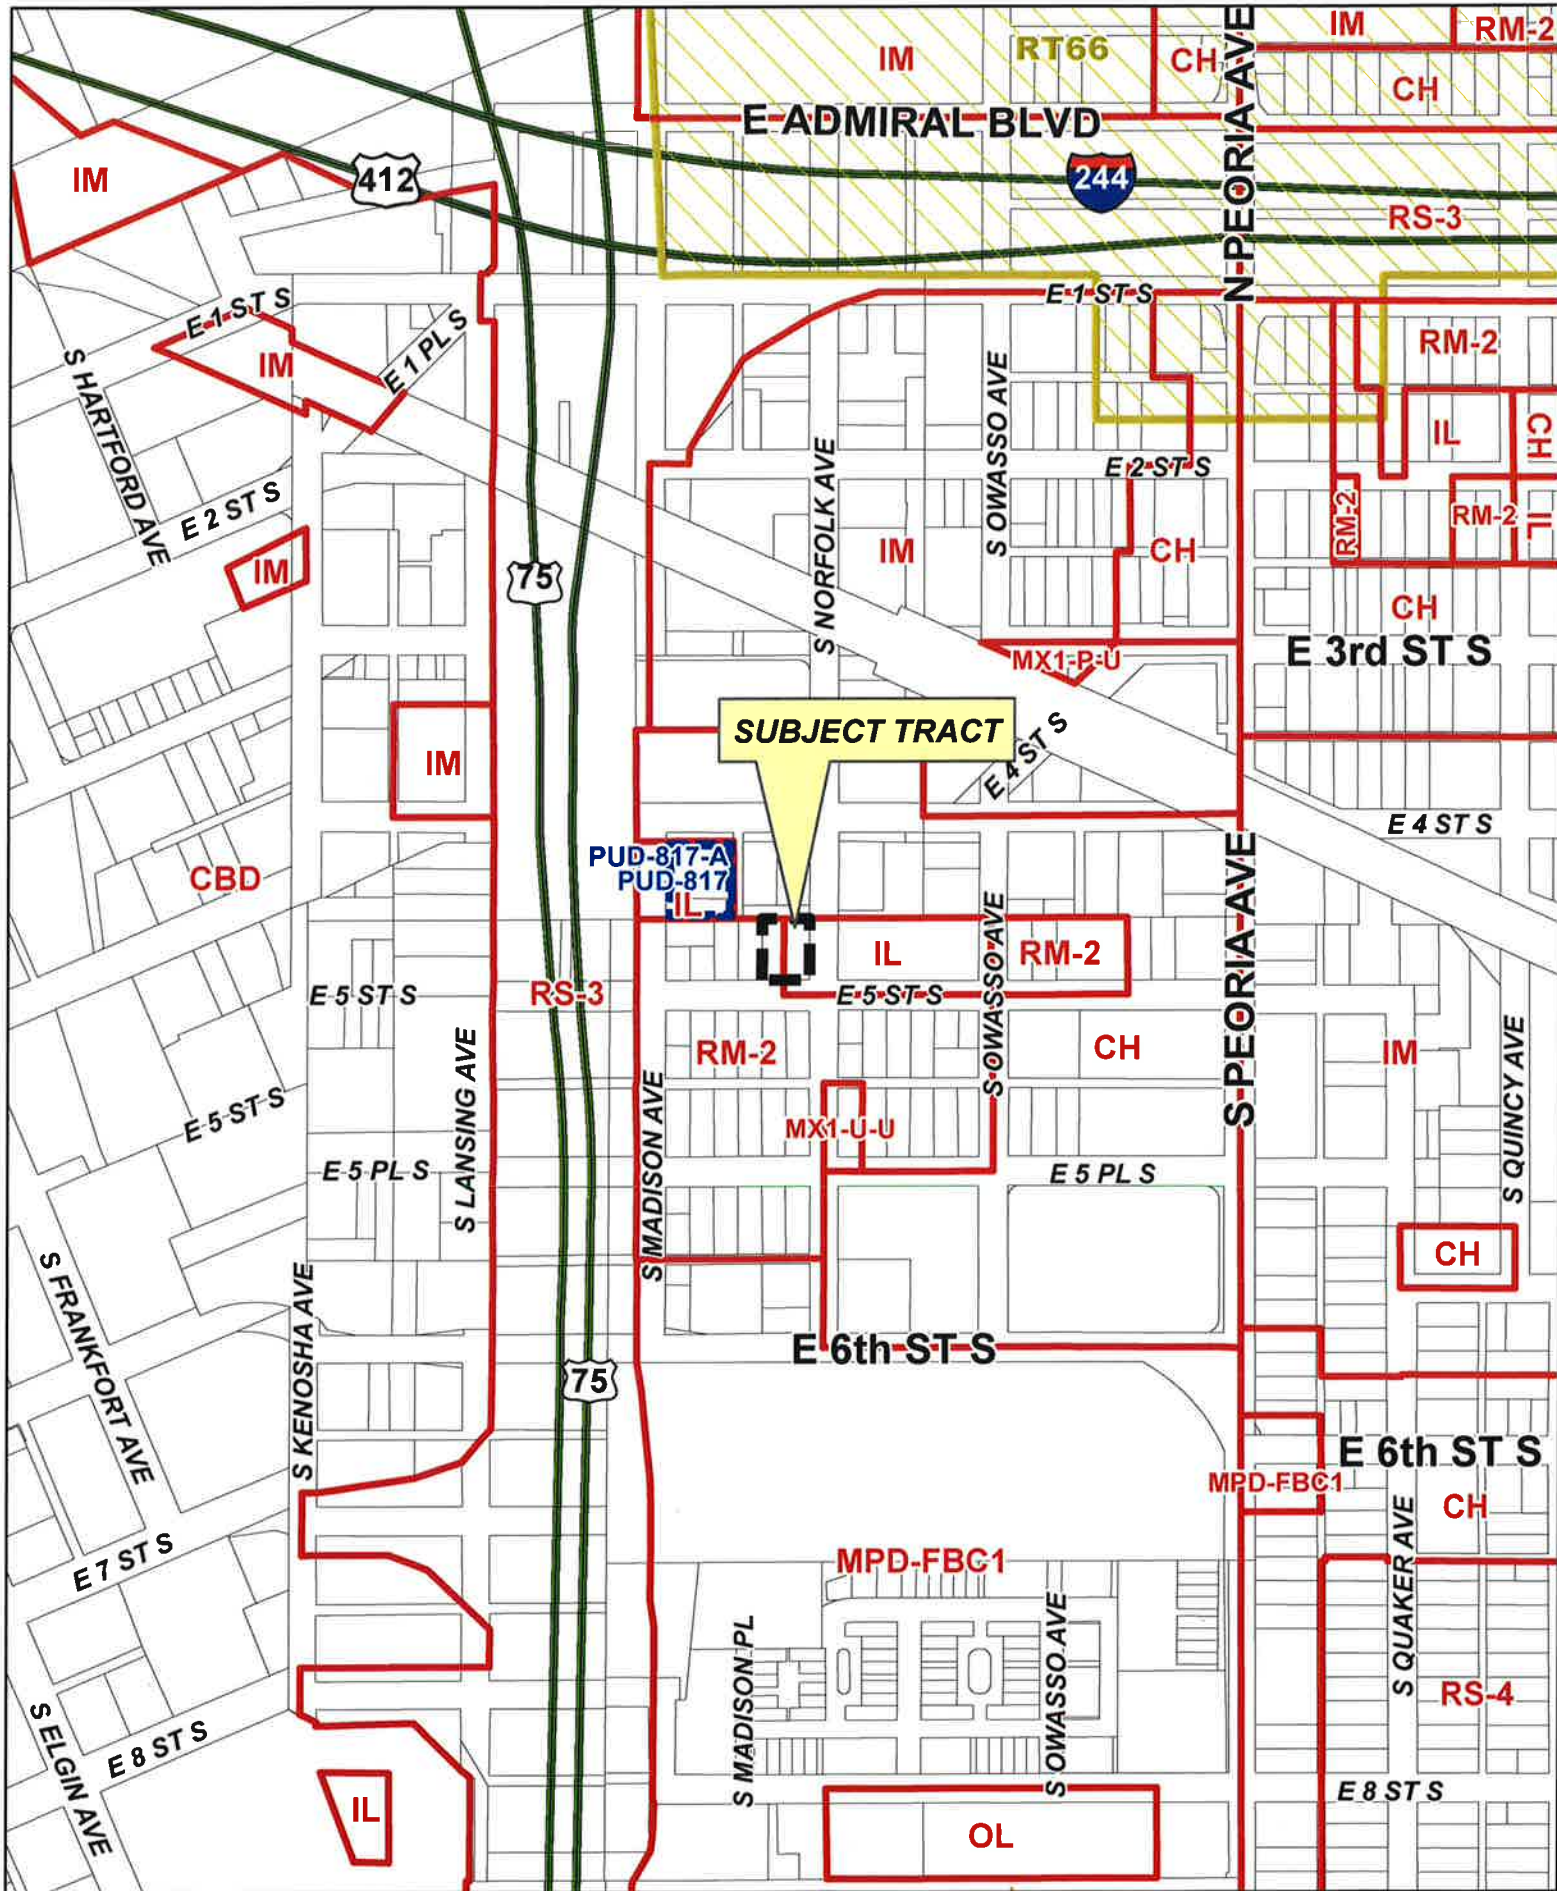 IM
RM-2
IM
RT66
CH
CH
N PEORIA AVE
E ADMIRAL BLVD
IM
412
244
RS-3
E 1 ST S
E 1 ST S
E 1 PL S
IM
RM-2
S HARTFORD AVE
S OWASSO AVE
IL
CH
S NORFOLK AVE
E 2 ST S
E 2 ST S
RM-2
RM-2
IL
IM
CH
IM
75
CH
E 3rd ST S
MX1-P-U
SUBJECT TRACT
E 4 ST S
IM
E 4 ST S
PUD-817-A
PUD-817
IL
CBD
S OWASSO AVE
S PEORIA AVE
IL
RM-2
E 5 ST S
RS-3
E 5 ST S
RM-2
CH
IM
S LANSING AVE
S MADISON AVE
S QUINCY AVE
E 5 ST S
MX1-U-U
E 5 PL S
E 5 PL S
CH
S FRANKFORT AVE
S KENOSHA AVE
E 6th ST S
75
E 6th ST S
MPD-FBC1
CH
E 7 ST S
MPD-FBC1
S QUAKER AVE
S MADISON PL
S OWASSO AVE
RS-4
S ELGIN AVE
E 8 ST S
E 8 ST S
IL
OL